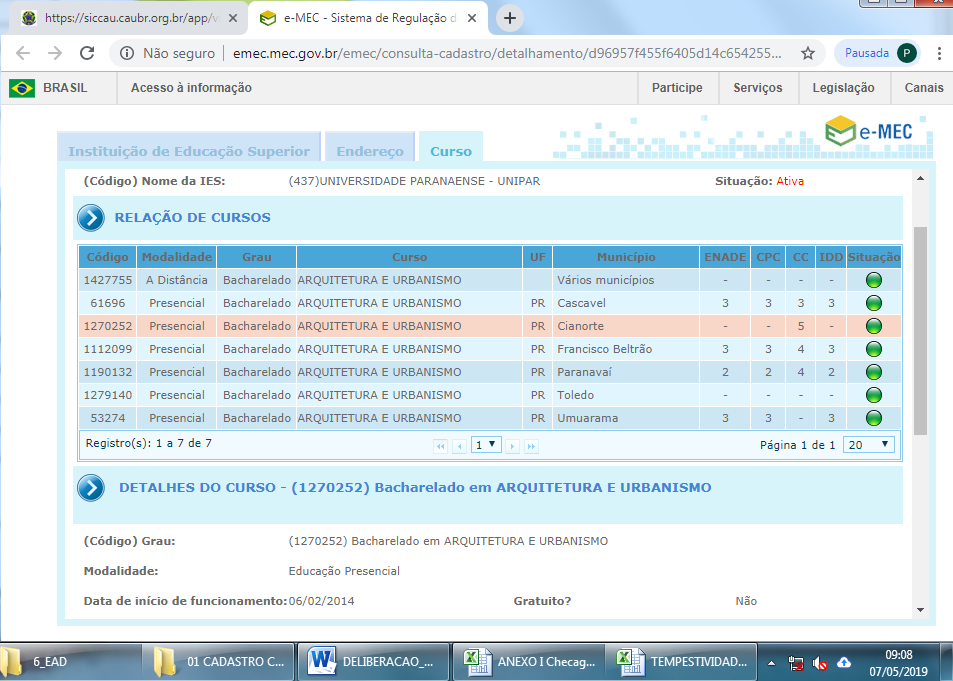 https://siccau.caubr.org.br/app/v
e-MEC - Sistema de Regulação d
Não seguro
emec.mec.gov.br/emec/consulta-cadastro/detalhamento/d96957f455f6405d14c654255...
Pausada
P
BRASIL
Acesso à informação
Participe
Serviços
Legislação
Canais
e-MEC
Instituição de Educação Superior
Endereço
Curso
(Código) Nome da IES: (437)UNIVERSIDADE PARANAENSE - UNIPAR Situação: Ativa
RELAÇÃO DE CURSOS
Código Modalidade Grau Curso UF Município ENADE CPC CC IDD Situação
1427755 A Distância Bacharelado ARQUITETURA E URBANISMO Vários municípios - - - -
61696 Presencial Bacharelado ARQUITETURA E URBANISMO PR Cascavel 3 3 3 3
1270252 Presencial Bacharelado ARQUITETURA E URBANISMO PR Cianorte - - 5 -
1112099 Presencial Bacharelado ARQUITETURA E URBANISMO PR Francisco Beltrão 3 3 4 3
1190132 Presencial Bacharelado ARQUITETURA E URBANISMO PR Paranavaí 2 2 4 2
1279140 Presencial Bacharelado ARQUITETURA E URBANISMO PR Toledo - - - -
53274 Presencial Bacharelado ARQUITETURA E URBANISMO PR Umuarama 3 3 - 3
Registro(s): 1 a 7 de 7 1 Página 1 de 1 20
DETALHES DO CURSO - (1270252) Bacharelado em ARQUITETURA E URBANISMO
(Código) Grau: (1270252) Bacharelado em ARQUITETURA E URBANISMO
Modalidade: Educação Presencial
Data de início de funcionamento: 06/02/2014 Gratuito? Não
6_EAD
01 CADASTRO C...
DELIBERACAO_...
ANEXO I Checag...
TEMPESTIVIDAD...
09:08
07/05/2019